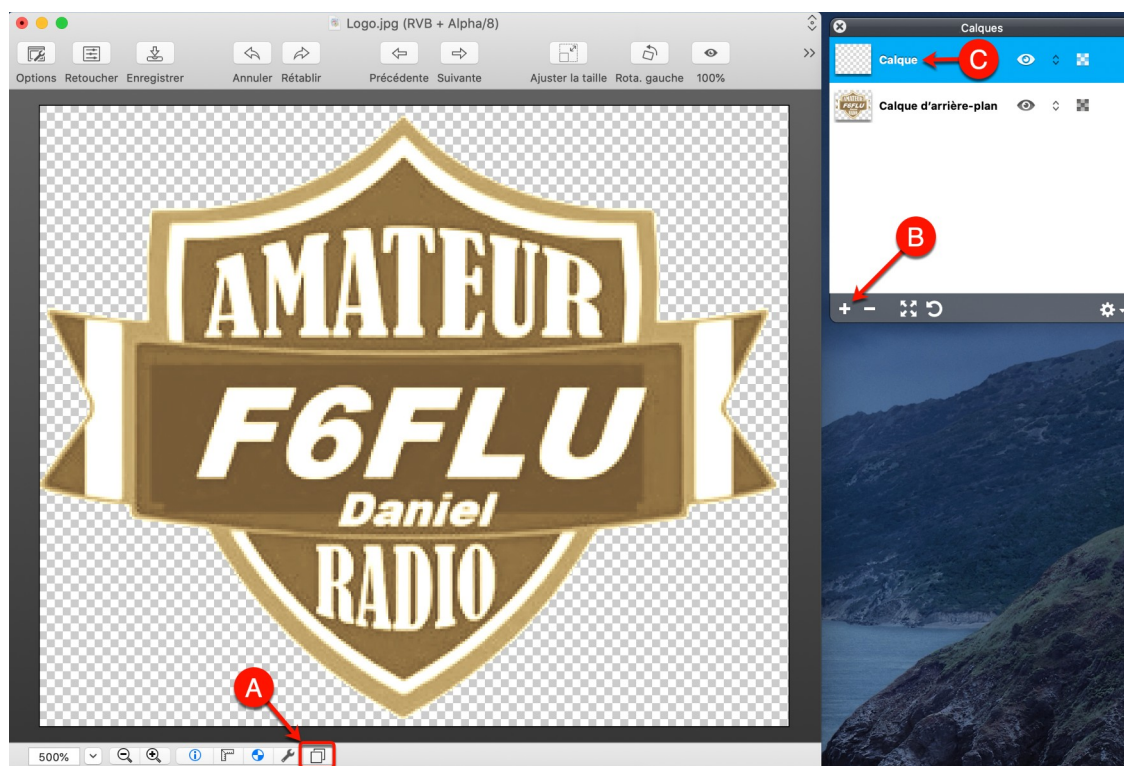 Logo.jpg (RVB + Alpha/8)
Options Retoucher Enregistrer Annuler Rétablir Précédente Suivante Ajuster la taille Rota. gauche 100%
AMATEUR
F6FLU
Daniel
RADIO
A
500%
Calques
Calque
C
Calque d’arrière-plan
B